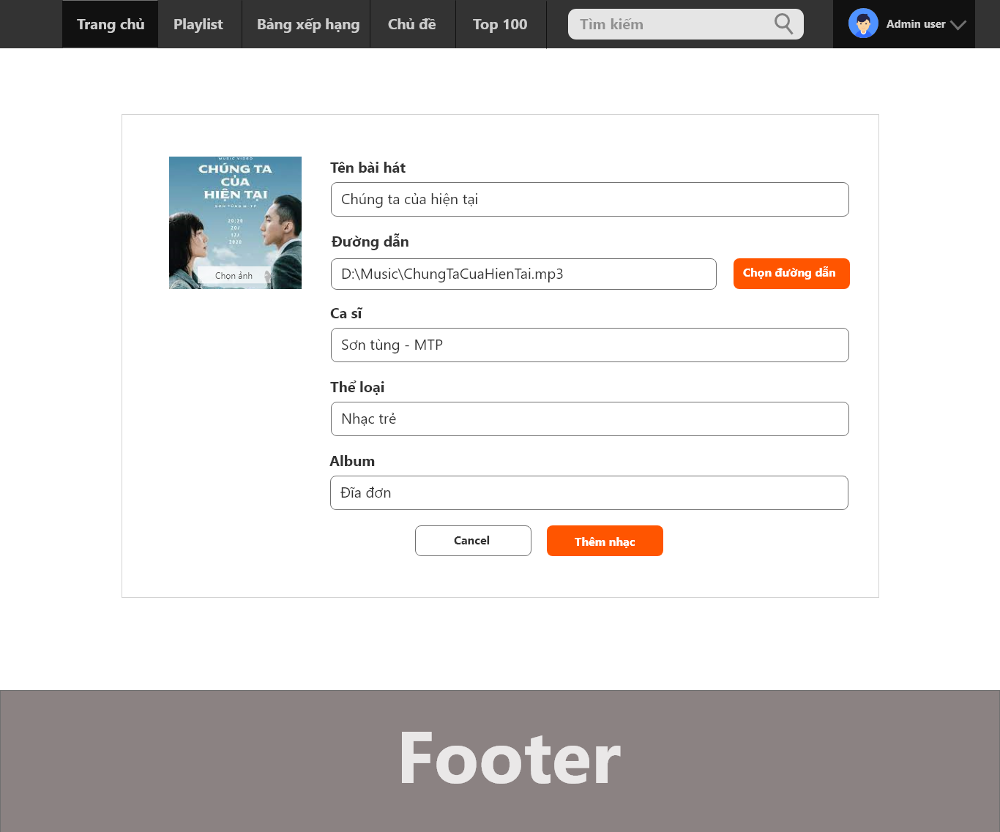 Trang chủ
Playlist
Bảng xếp hạng
Chủ đề
Top 100
Tìm kiếm
Admin user
MUSIC VIDEO
CHÚNG TA
CỦA
HIỆN TẠI
SƠN TÙNG M-TP
20:20
20/
12/
2020
Chọn ảnh
Tên bài hát
Chúng ta của hiện tại
Đường dẫn
D:\Music\ChungTaCuaHienTai.mp3
Chọn đường dẫn
Ca sĩ
Sơn tùng - MTP
Thể loại
Nhạc trẻ
Album
Đĩa đơn
Cancel
Thêm nhạc
Footer